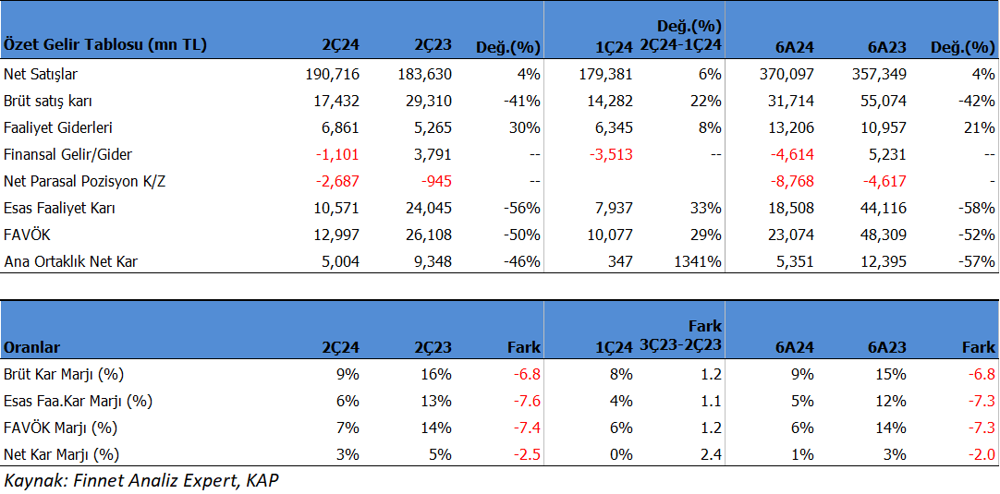 Değ.(%)
Özet Gelir Tablosu (mn TL) 2Ç24 2Ç23 Değ.(%) 1Ç24 2Ç24-1Ç24 6A24 6A23 Değ.(%)
Net Satışlar 190,716 183,630 4% 179,381 6% 370,097 357,349 4%
Brüt satış karı 17,432 29,310 -41% 14,282 22% 31,714 55,074 -42%
Faaliyet Giderleri 6,861 5,265 30% 6,345 8% 13,206 10,957 21%
Finansal Gelir/Gider -1,101 3,791 -- -3,513 -- -4,614 5,231 --
Net Parasal Pozisyon K/Z -2,687 -945 -- -8,768 -4,617 -
Esas Faaliyet Karı 10,571 24,045 -56% 7,937 33% 18,508 44,116 -58%
FAVÖK 12,997 26,108 -50% 10,077 29% 23,074 48,309 -52%
Ana Ortaklık Net Kar 5,004 9,348 -46% 347 1341% 5,351 12,395 -57%
Fark
Oranlar 2Ç24 2Ç23 Fark 1Ç24 3Ç23-2Ç23 6A24 6A23 Fark
Brüt Kar Marjı (%) 9% 16% -6.8 8% 1.2 9% 15% -6.8
Esas Faa.Kar Marjı (%) 6% 13% -7.6 4% 1.1 5% 12% -7.3
FAVÖK Marjı (%) 7% 14% -7.4 6% 1.2 6% 14% -7.3
Net Kar Marjı (%) 3% 5% -2.5 0% 2.4 1% 3% -2.0
Kaynak: Finnet Analiz Expert, KAP